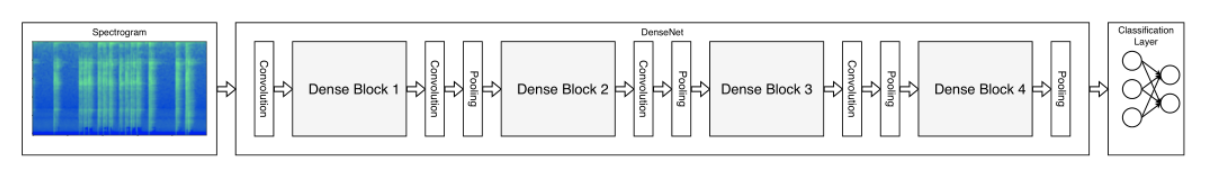 Spectrogram
DenseNet
Classification
Layer
Convolution
Dense Block 1
Convolution
Pooling
Dense Block 2
Convolution
Pooling
Dense Block 3
Convolution
Pooling
Dense Block 4
Pooling